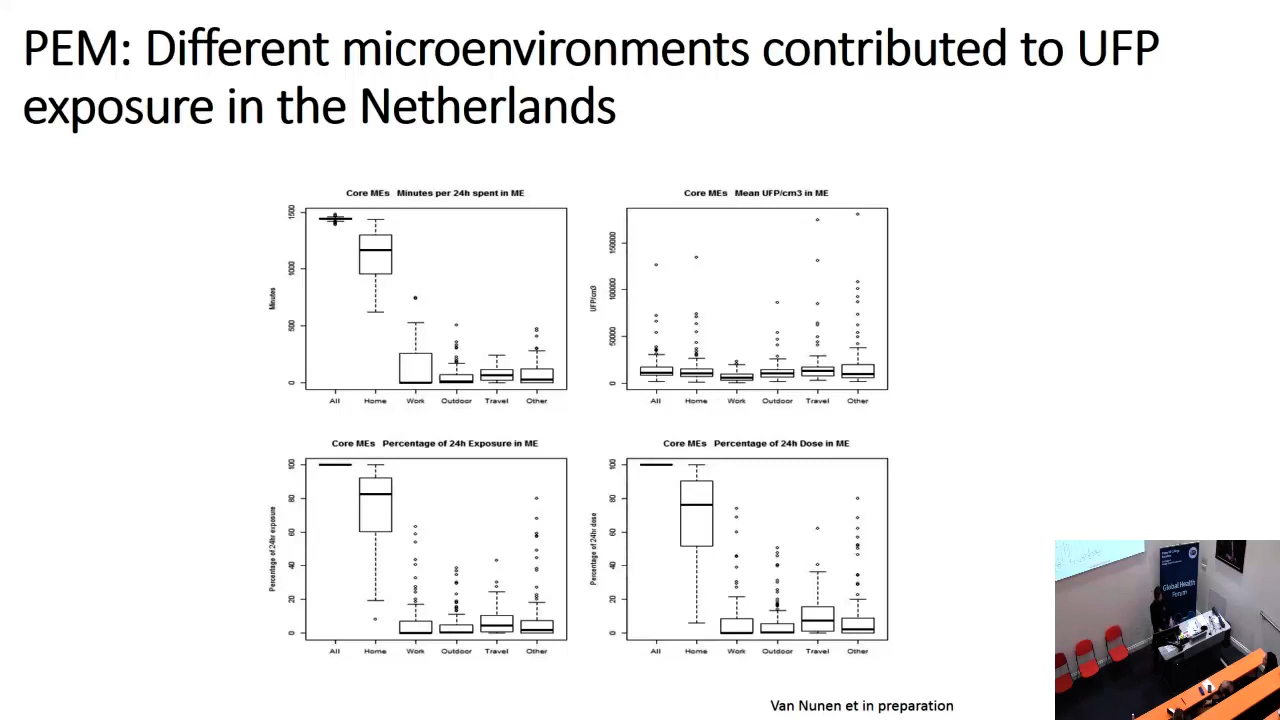 PEM: Different microenvironments contributed to UFP
exposure in the Netherlands
Core MEs Minutes per 24h spent in ME
Minutes
1500
1000
500
0
All Home Work Outdoor Travel Other
Core MEs Mean UFP/cm3 in ME
UFP/cm3
150000
100000
50000
0
All Home Work Outdoor Travel Other
Core MEs Percentage of 24h Exposure in ME
Percentage of 24hr exposure
100
80
60
40
20
0
All Home Work Outdoor Travel Other
Core MEs Percentage of 24h Dose in ME
Percentage of 24hr dose
100
80
60
40
20
0
All Home Work Outdoor Travel Other
Van Nunen et in preparation
Global Health
Forum